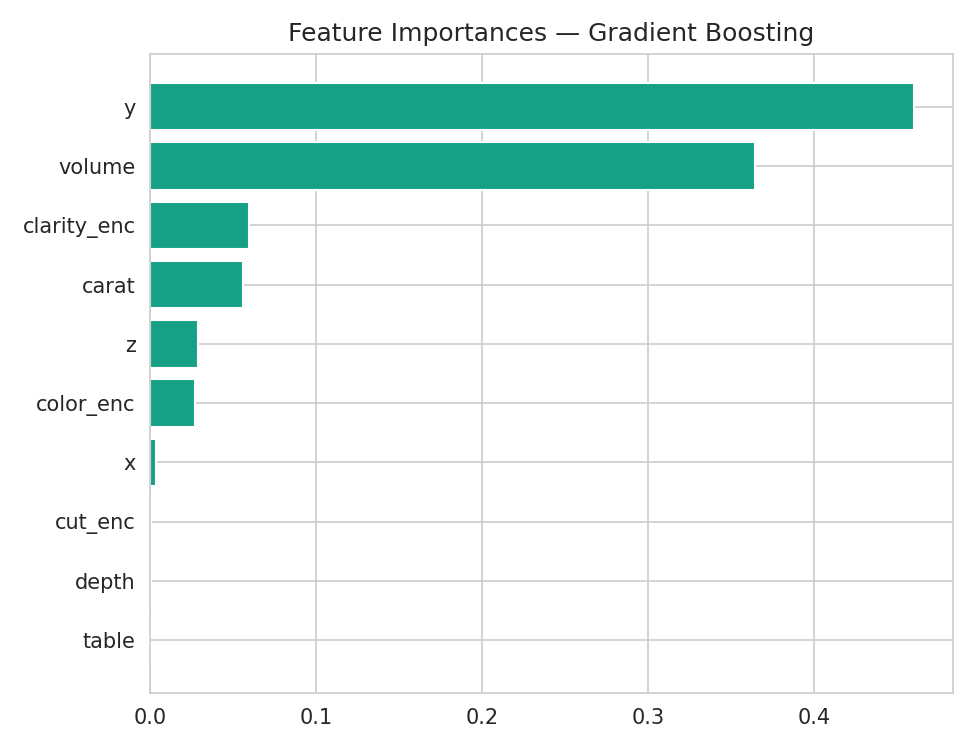 Feature Importances — Gradient Boosting
y
volume
clarity_enc
carat
z
color_enc
x
cut_enc
depth
table
0.0 0.1 0.2 0.3 0.4